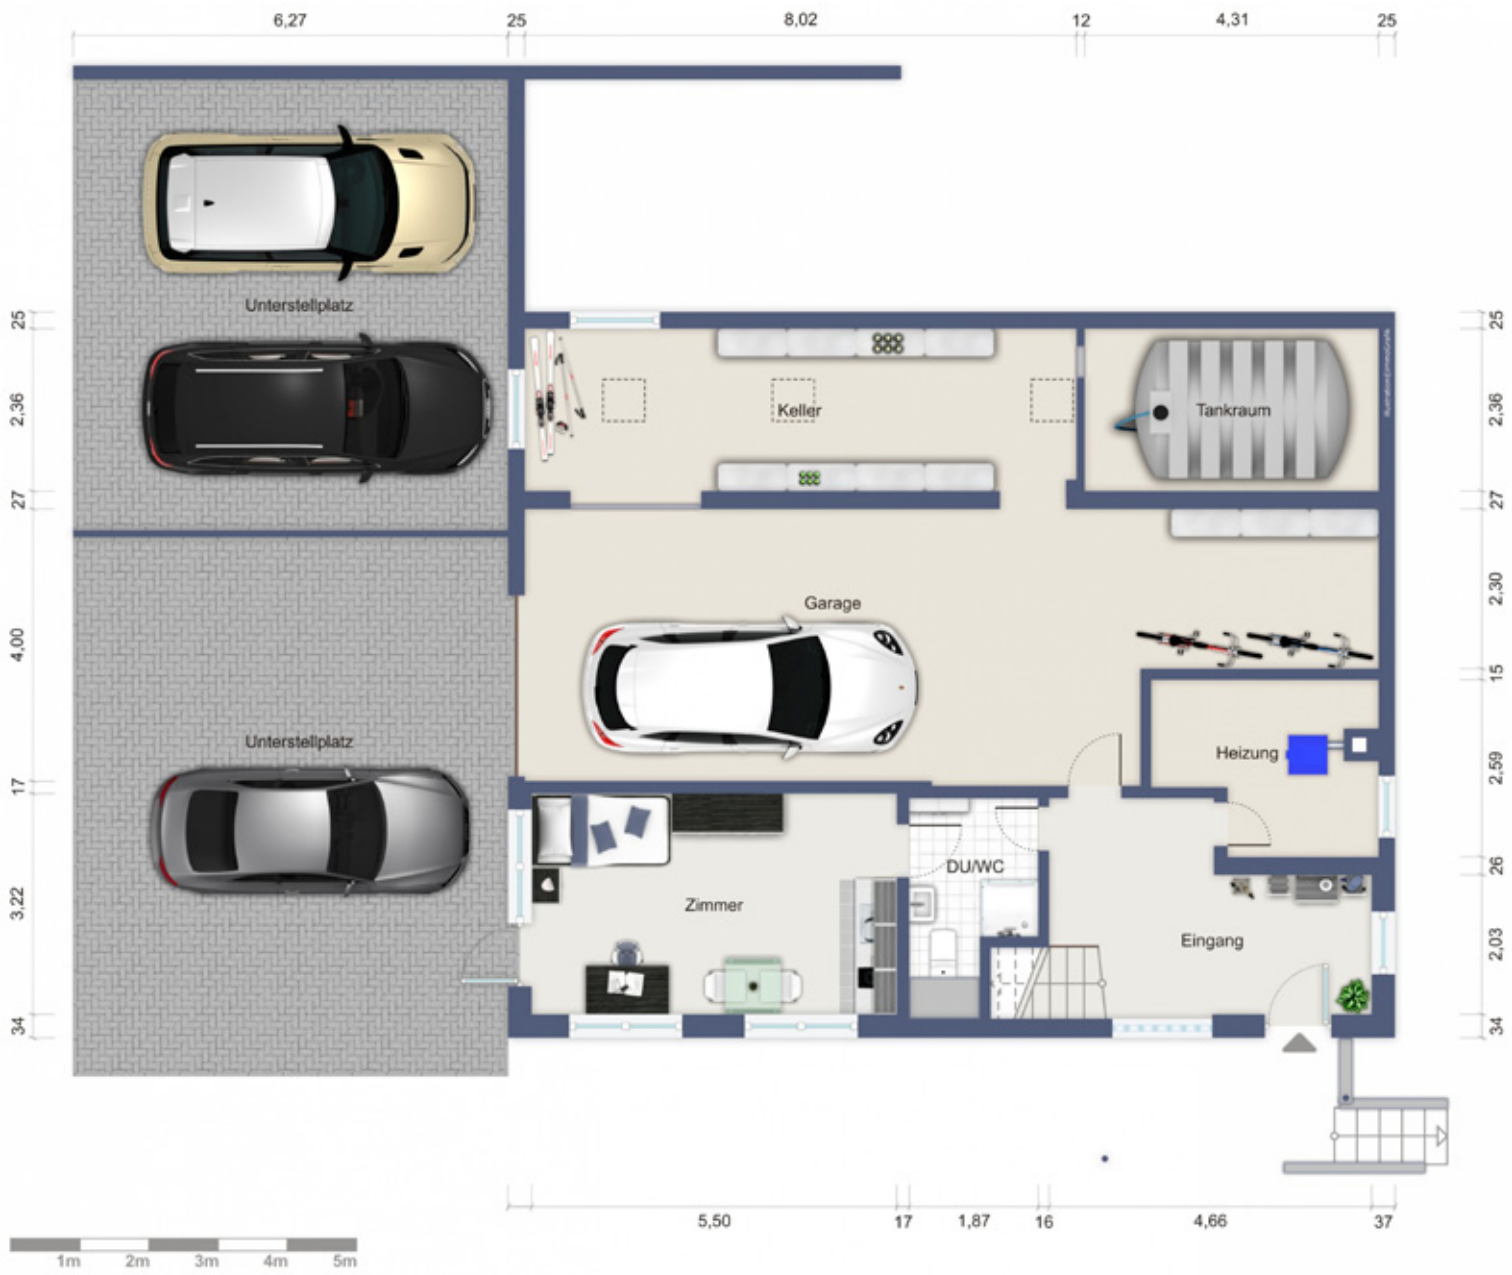 6,27 25 8,02 12 4,31 25
Unterstellplatz
25
25
2,36
Keller
Tankraum
2,36
27
27
Garage
2,30
4,00
15
Unterstellplatz
Heizung
2,59
17
DU/WC
26
3,22
Zimmer
Eingang
2,03
34
34
5,50 17 1,87 16 4,66 37
1m 2m 3m 4m 5m